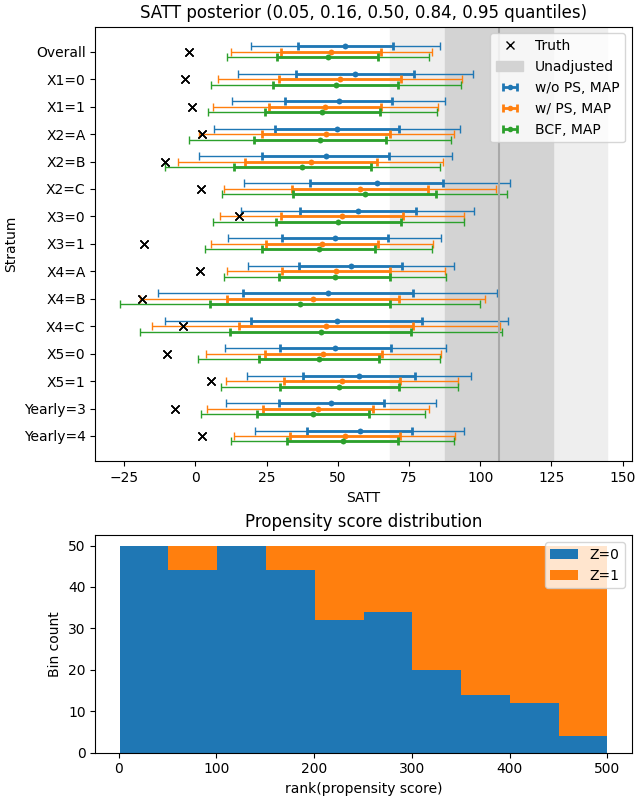 SATT posterior (0.05, 0.16, 0.50, 0.84, 0.95 quantiles)
Truth
Unadjusted
w/o PS, MAP
w/ PS, MAP
BCF, MAP
Stratum
Overall
X1=0
X1=1
X2=A
X2=B
X2=C
X3=0
X3=1
X4=A
X4=B
X4=C
X5=0
X5=1
Yearly=3
Yearly=4
−25 0 25 50 75 100 125 150
SATT
Propensity score distribution
Z=0
Z=1
Bin count
50
40
30
20
10
0
0 100 200 300 400 500
rank(propensity score)